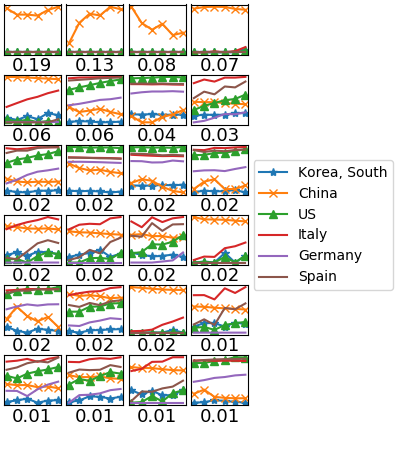 0.19 0.13 0.08 0.07
0.06 0.06 0.04 0.03
0.02 0.02 0.02 0.02
Korea, South
China
US
Italy
Germany
Spain
0.02 0.02 0.02 0.02
0.02 0.02 0.02 0.01
0.01 0.01 0.01 0.01